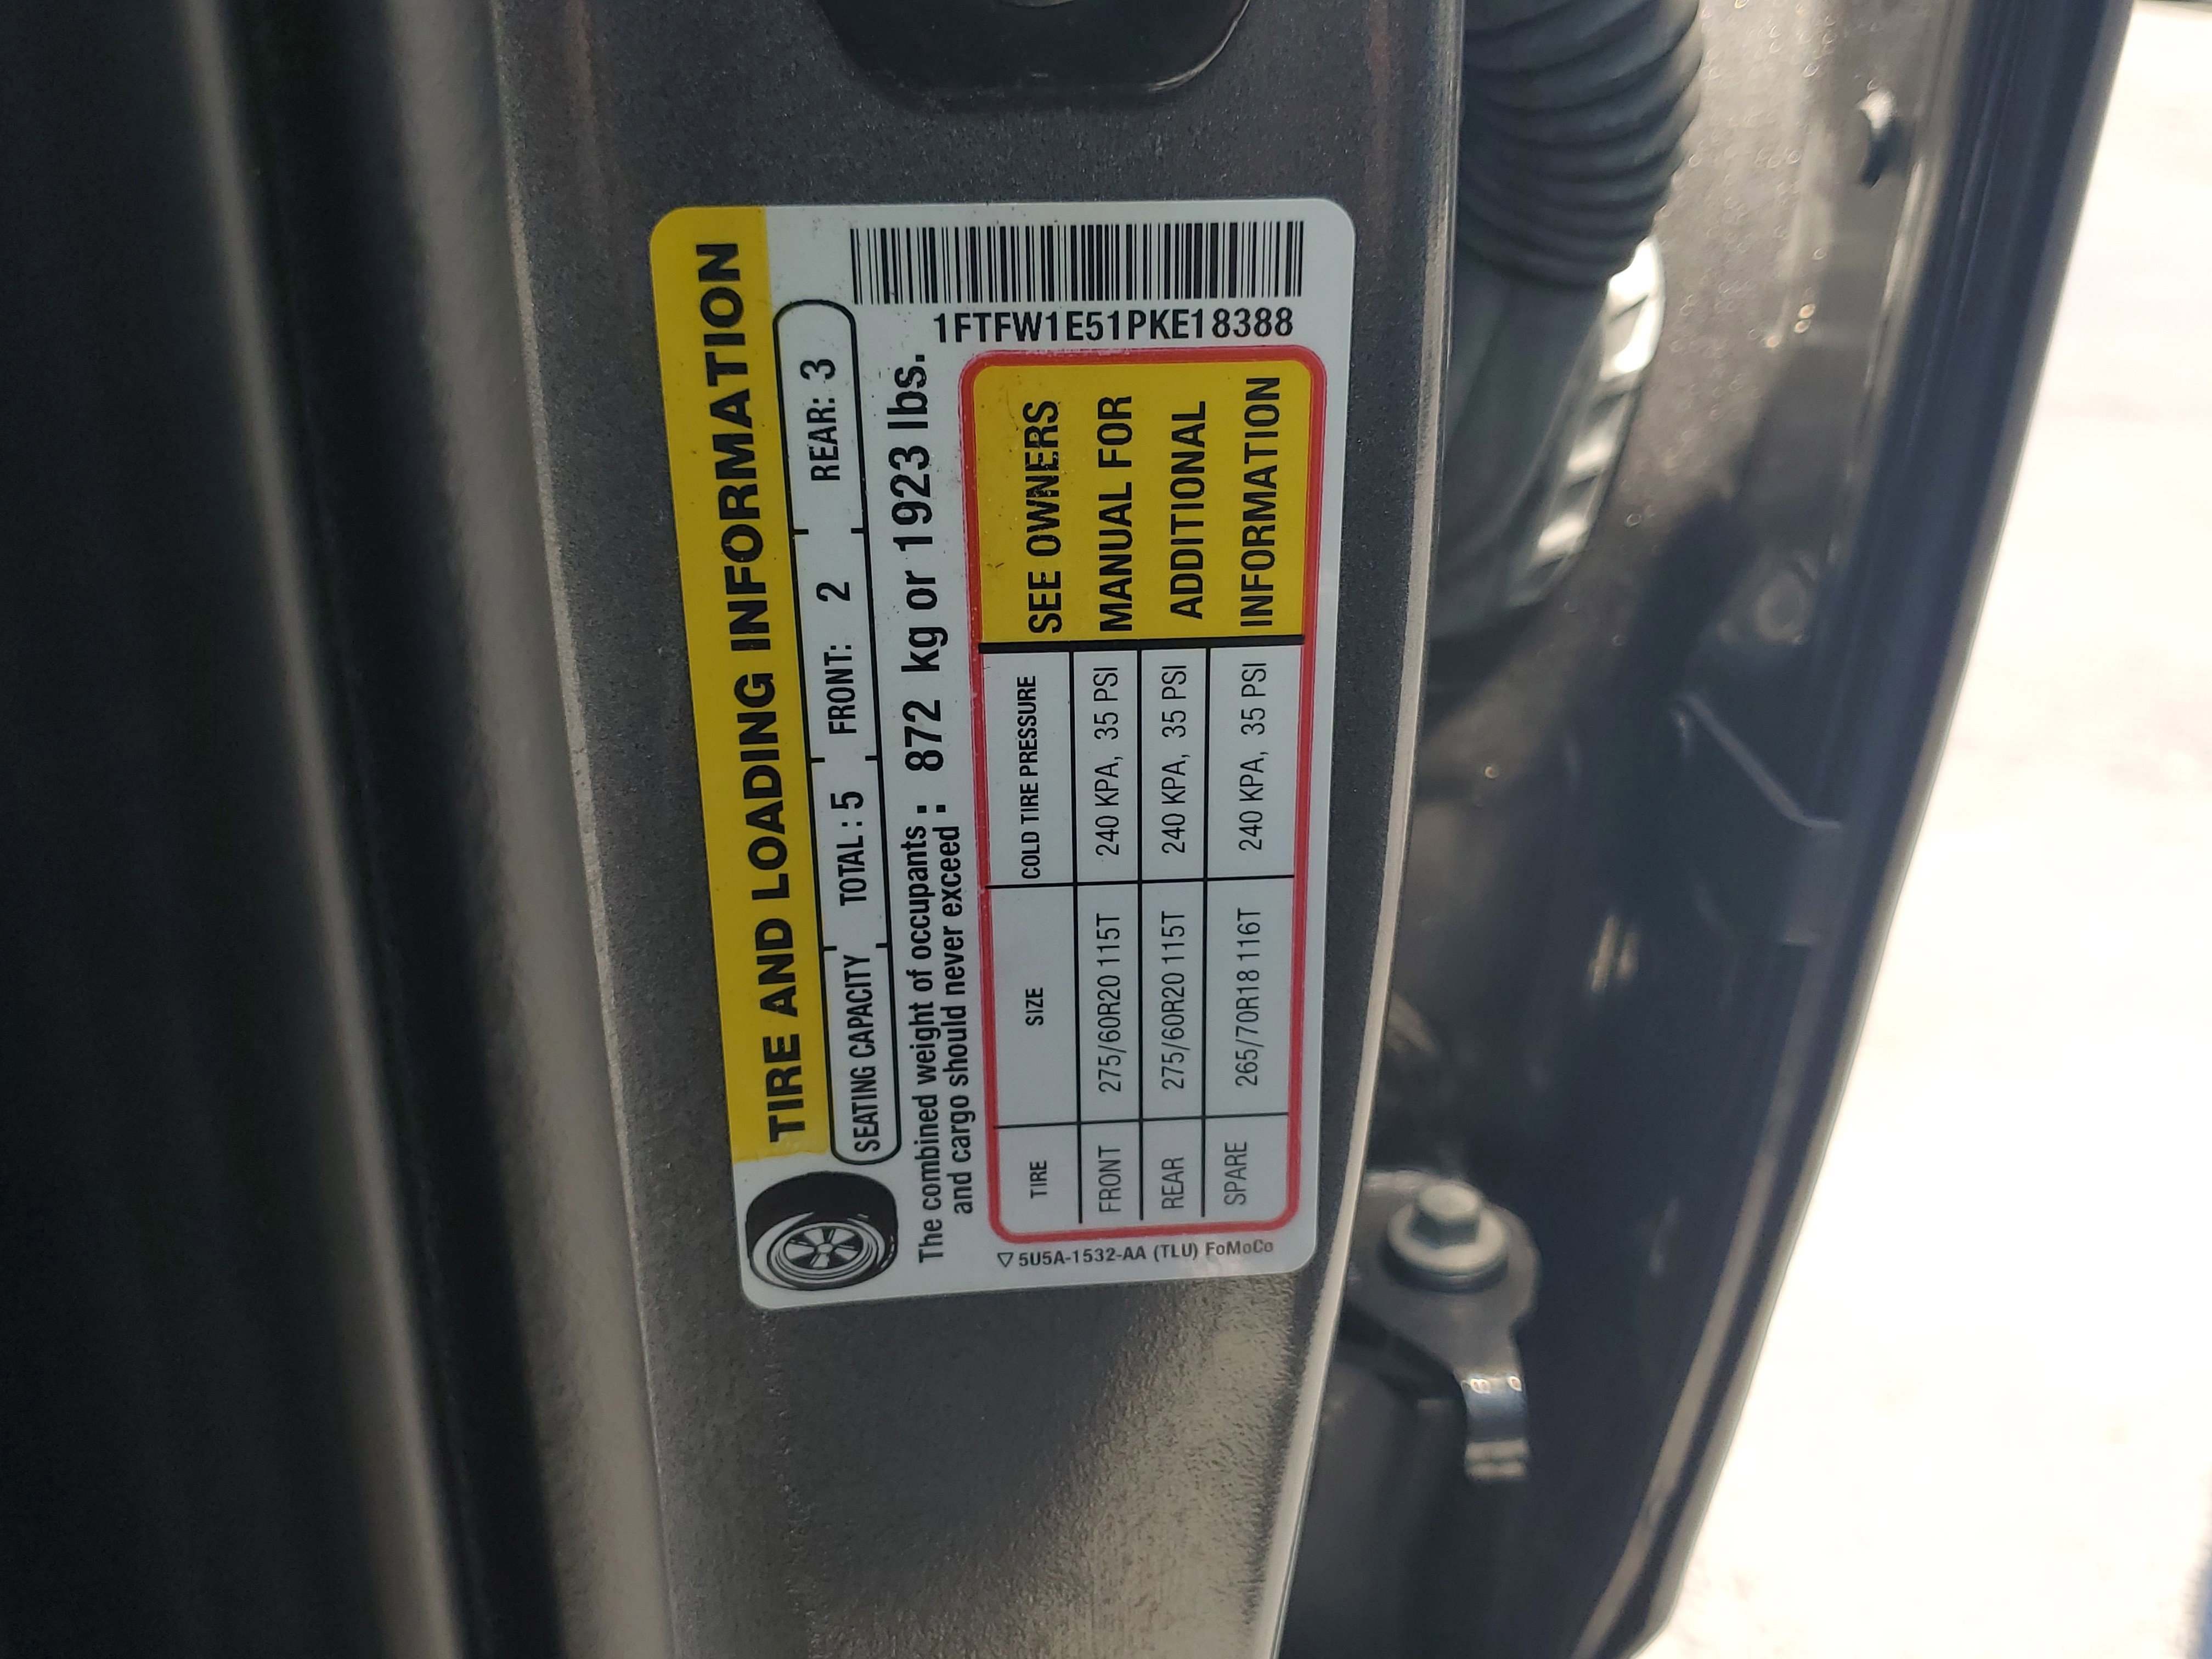 TIRE AND LOADING INFORMATION
SEATING CAPACITY TOTAL : 5 FRONT: 2 REAR: 3
The combined weight of occupants : 872 kg or 1923 lbs.
and cargo should never exceed :
TIRE SIZE COLD TIRE PRESSURE
FRONT 275/60R20 115T 240 KPA, 35 PSI
REAR 275/60R20 115T 240 KPA, 35 PSI
SPARE 265/70R18 116T 240 KPA, 35 PSI
SEE OWNERS
MANUAL FOR
ADDITIONAL
INFORMATION
1FTFW1E51PKE18388
5U5A-1532-AA (TLU) FoMoCo